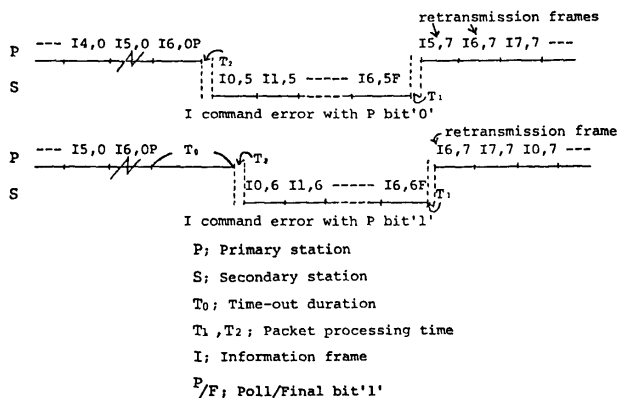 retransmission frames
P --- I4,0 I5,0 I6,0P T2 I5,7 I6,7 I7,7 ---
S I0,5 I1,5 ----- I6,5F T1
I command error with P bit'0'
retransmission frame
P --- I5,0 I6,0P T0 T2 I6,7 I7,7 I0,7 ---
S I0,6 I1,6 ----- I6,6F T1
I command error with P bit'1'
P; Primary station
S; Secondary station
T0; Time-out duration
T1,T2; Packet processing time
I; Information frame
P/F; Poll/Final bit'1'